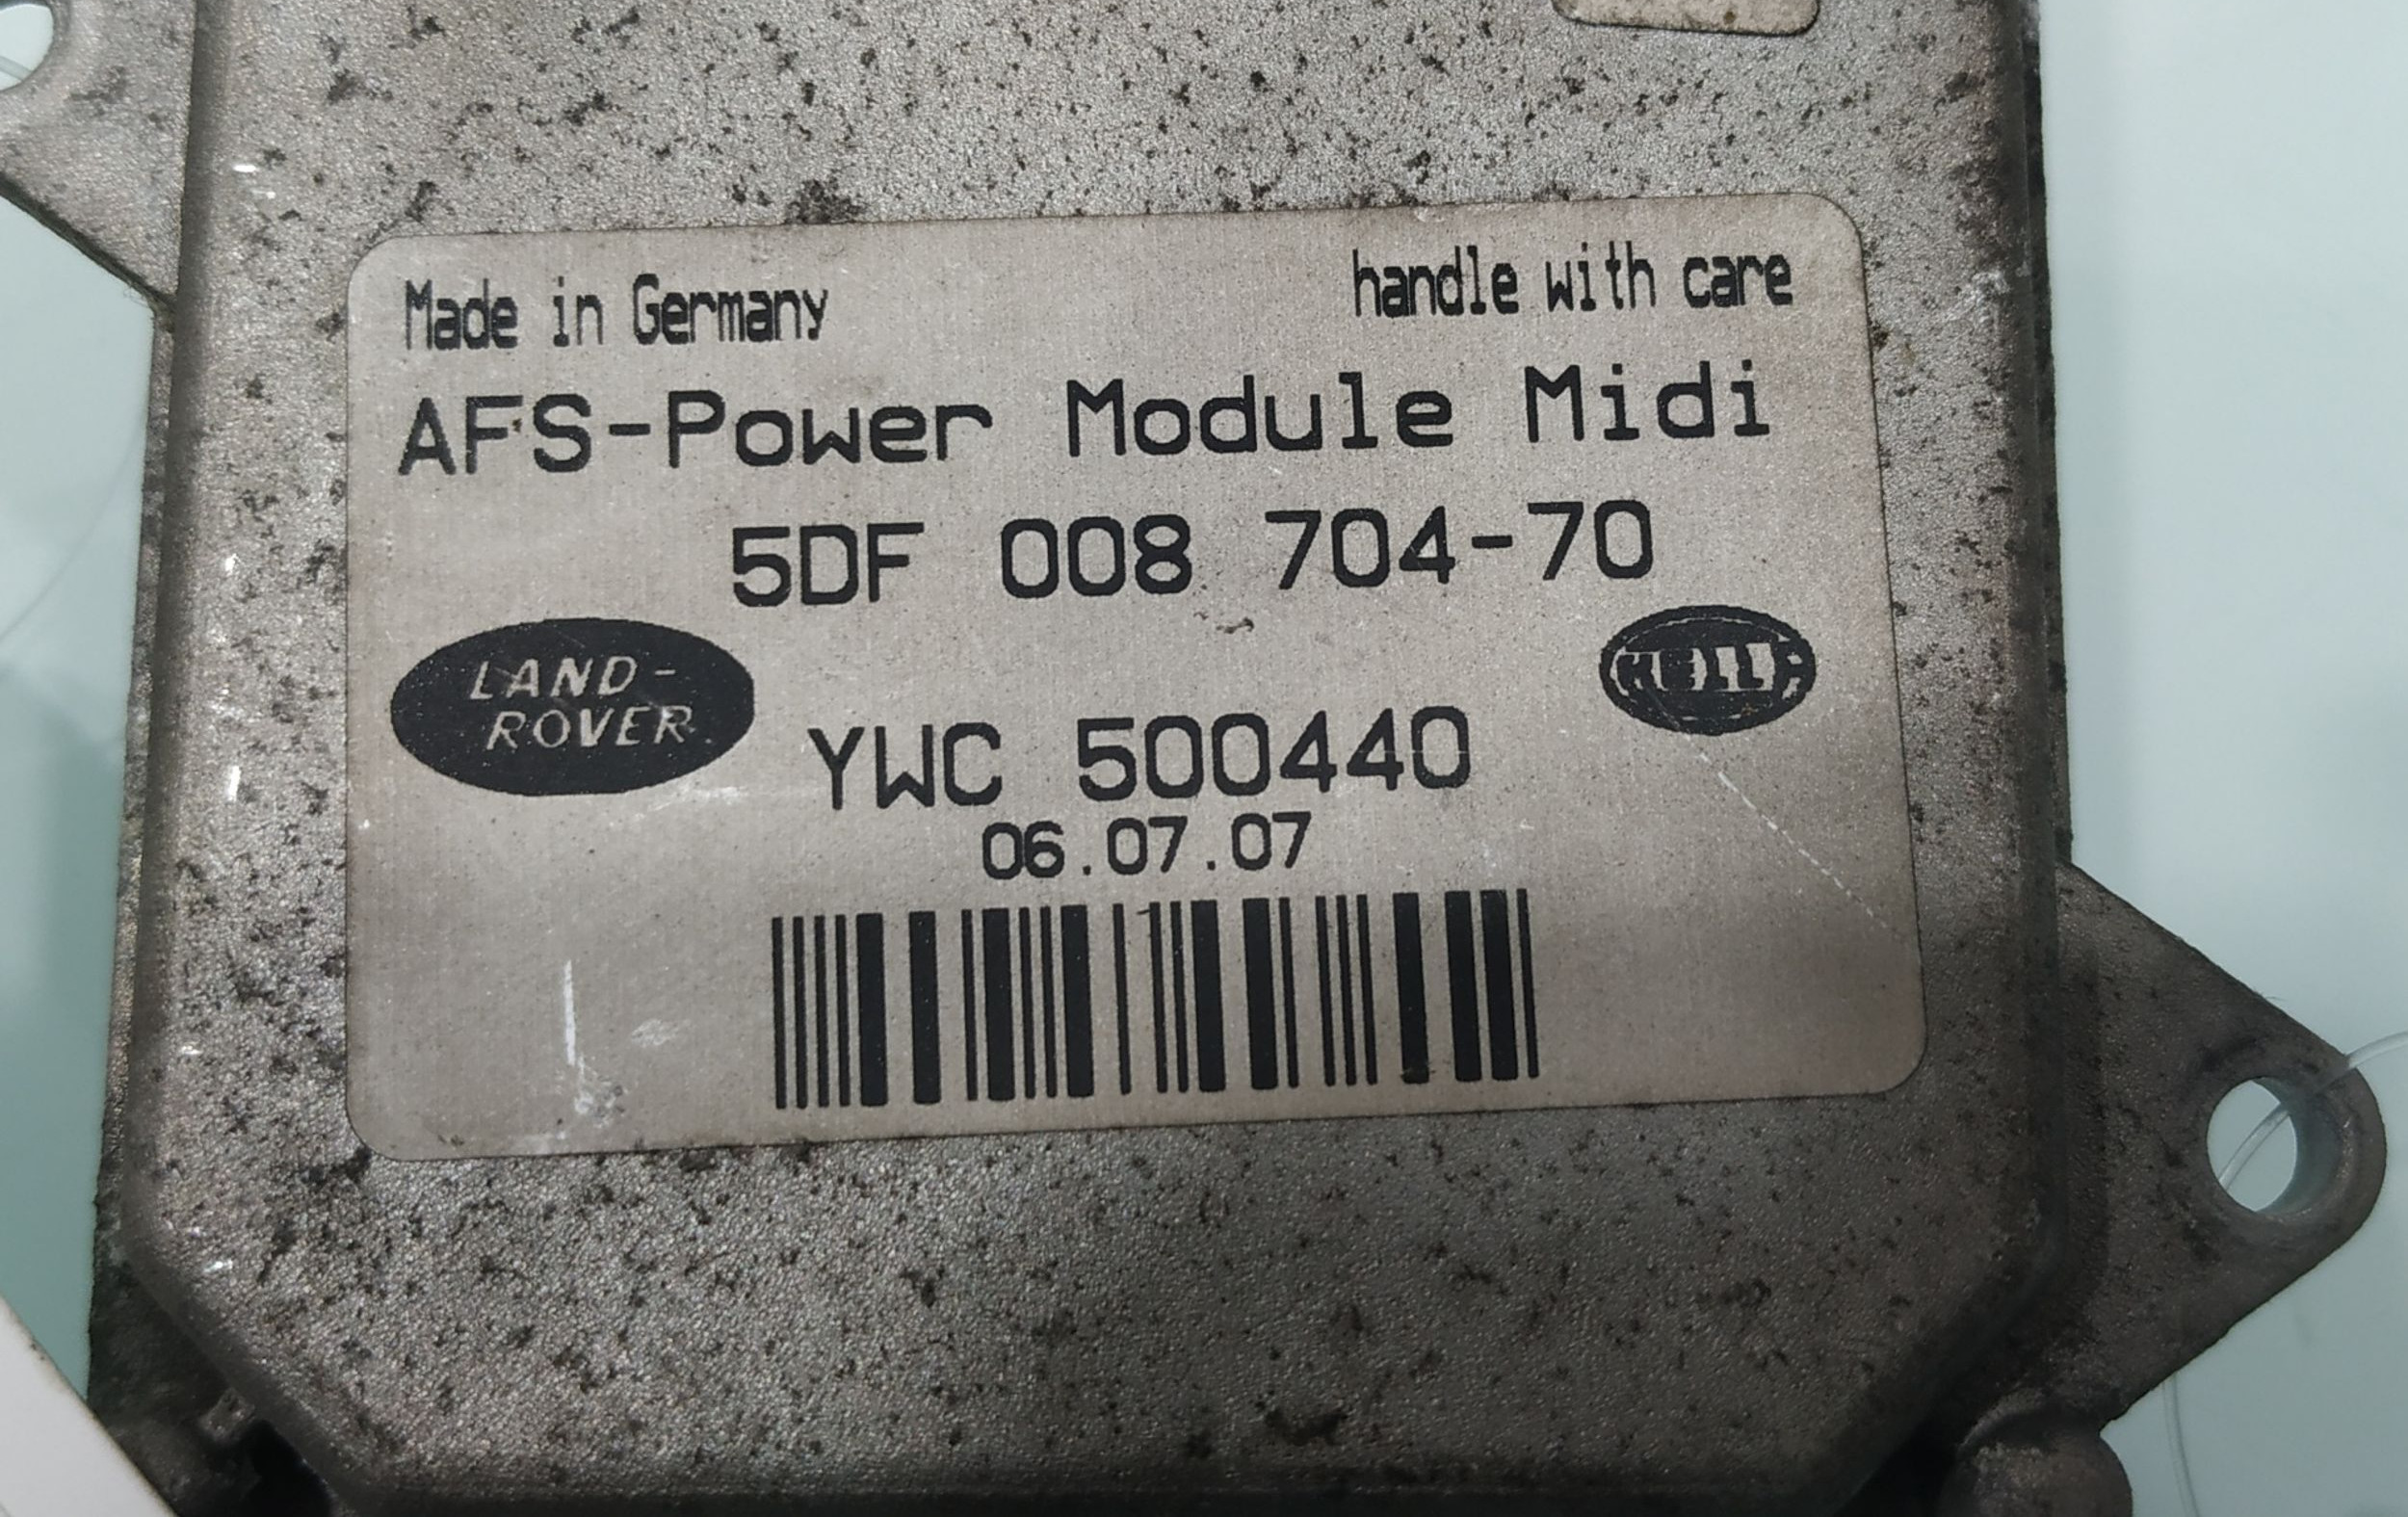 Made in Germany handle with care
AFS-Power Module Midi
5DF 008 704-70
LAND-
ROVER
HELLA
YWC 500440
06.07.07